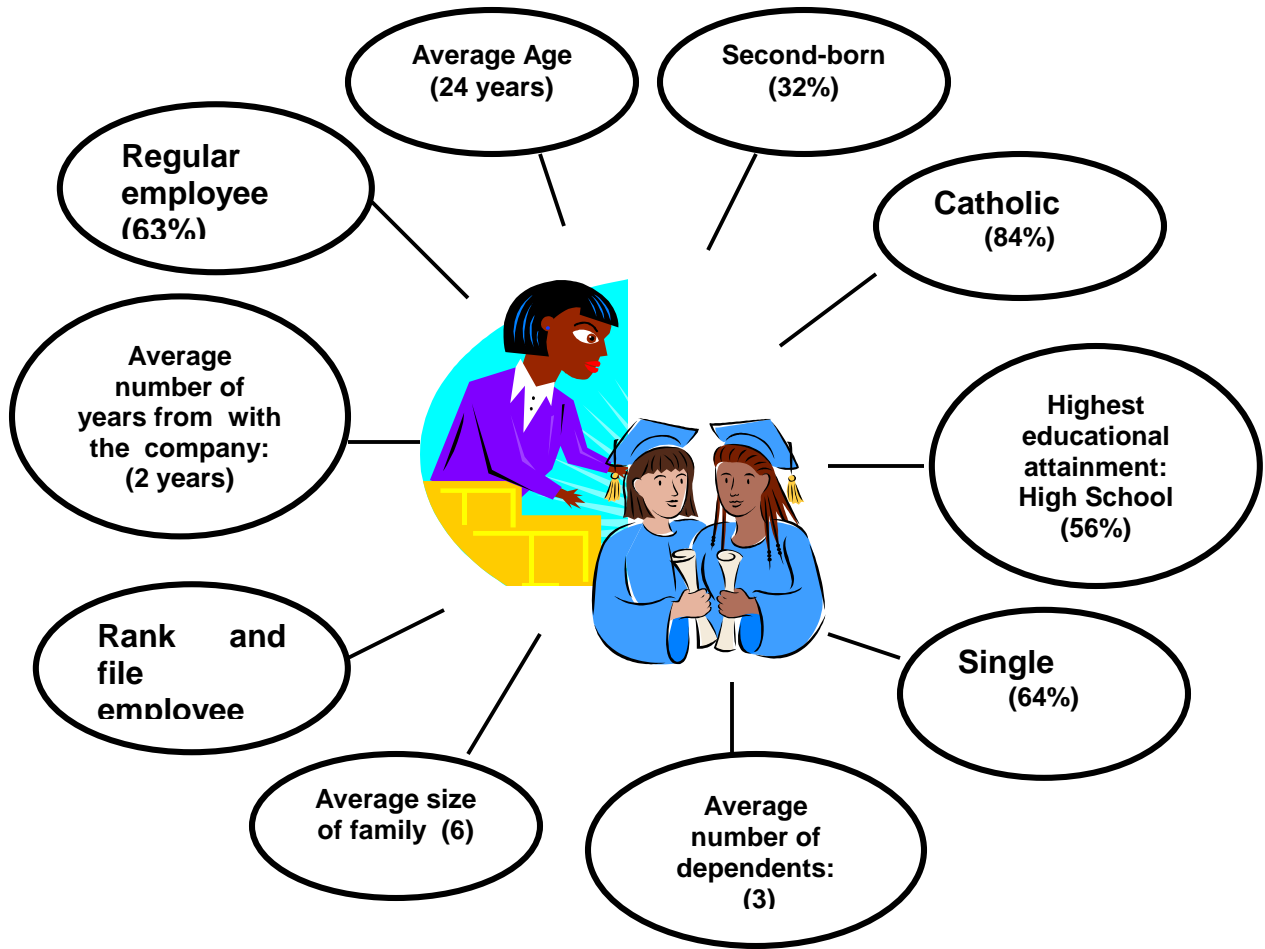 Average Age
(24 years)
Second-born
(32%)
Regular
employee
(63%)
Catholic
(84%)
Average
number of
years from with
the company:
(2 years)
Highest
educational
attainment:
High School
(56%)
Rank and
file
employee
Single
(64%)
Average size
of family (6)
Average
number of
dependents:
(3)